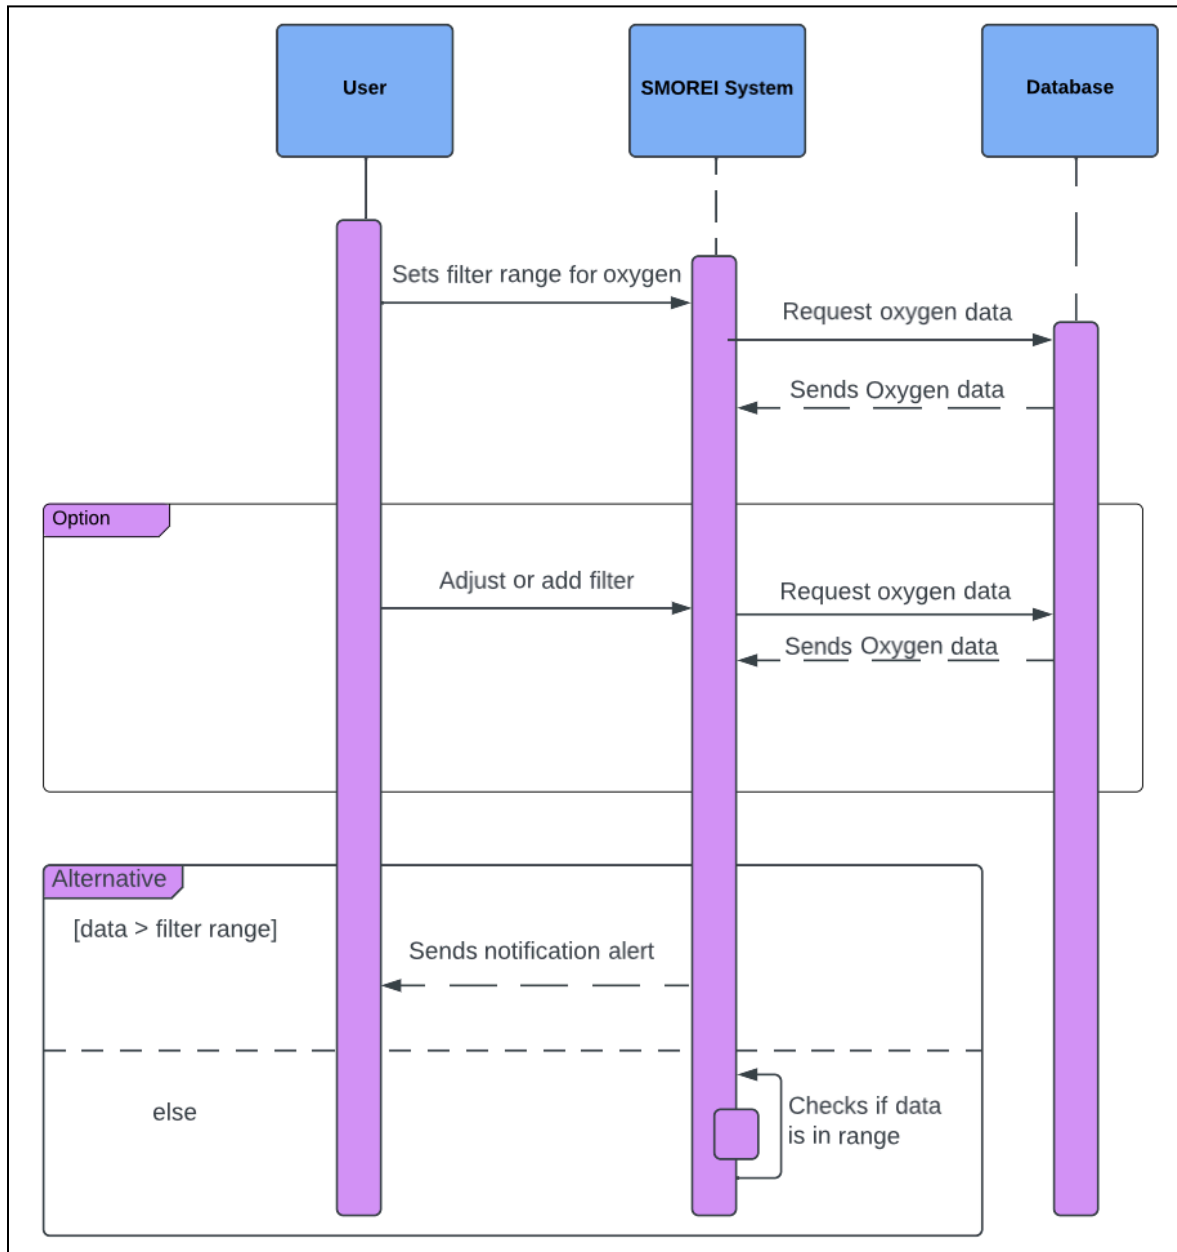 User
SMOREI System
Database
Sets filter range for oxygen
Request oxygen data
Sends Oxygen data
Option
Adjust or add filter
Request oxygen data
Sends Oxygen data
Alternative
[data > filter range]
Sends notification alert
else
Checks if data
is in range